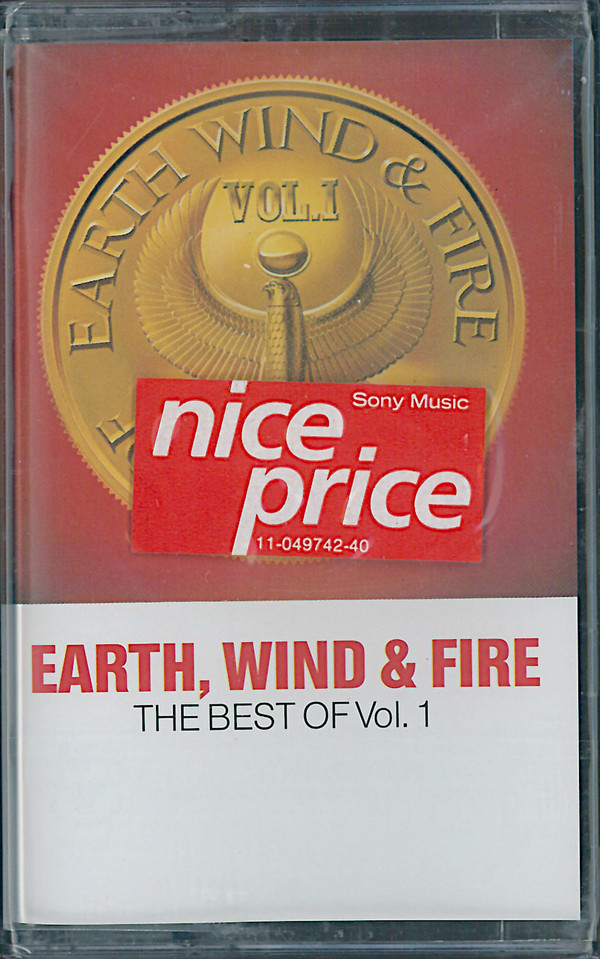 EARTH WIND & FIRE
VOL.I
nice
Sony Music
price
11-049742-40
EARTH, WIND & FIRE
THE BEST OF Vol. 1